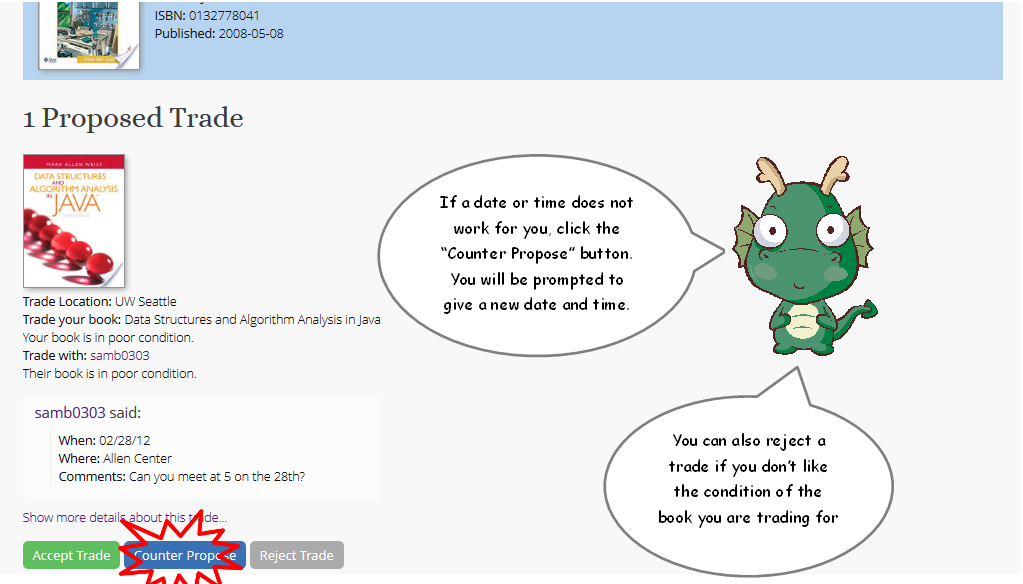 ISBN: 0132778041
Published: 2008-05-08
1 Proposed Trade
MARK ALLEN WEISS
DATA STRUCTURES
AND
ALGORITHM ANALYSIS
IN JAVA
Trade Location: UW Seattle
Trade your book: Data Structures and Algorithm Analysis in Java
Your book is in poor condition.
Trade with: samb0303
Their book is in poor condition.
samb0303 said:
When: 02/28/12
Where: Allen Center
Comments: Can you meet at 5 on the 28th?
Show more details about this trade...
Accept Trade
Counter Propose
Reject Trade
If a date or time does not
work for you, click the
“Counter Propose” button.
You will be prompted to
give a new date and time.
You can also reject a
trade if you don't like
the condition of the
book you are trading for